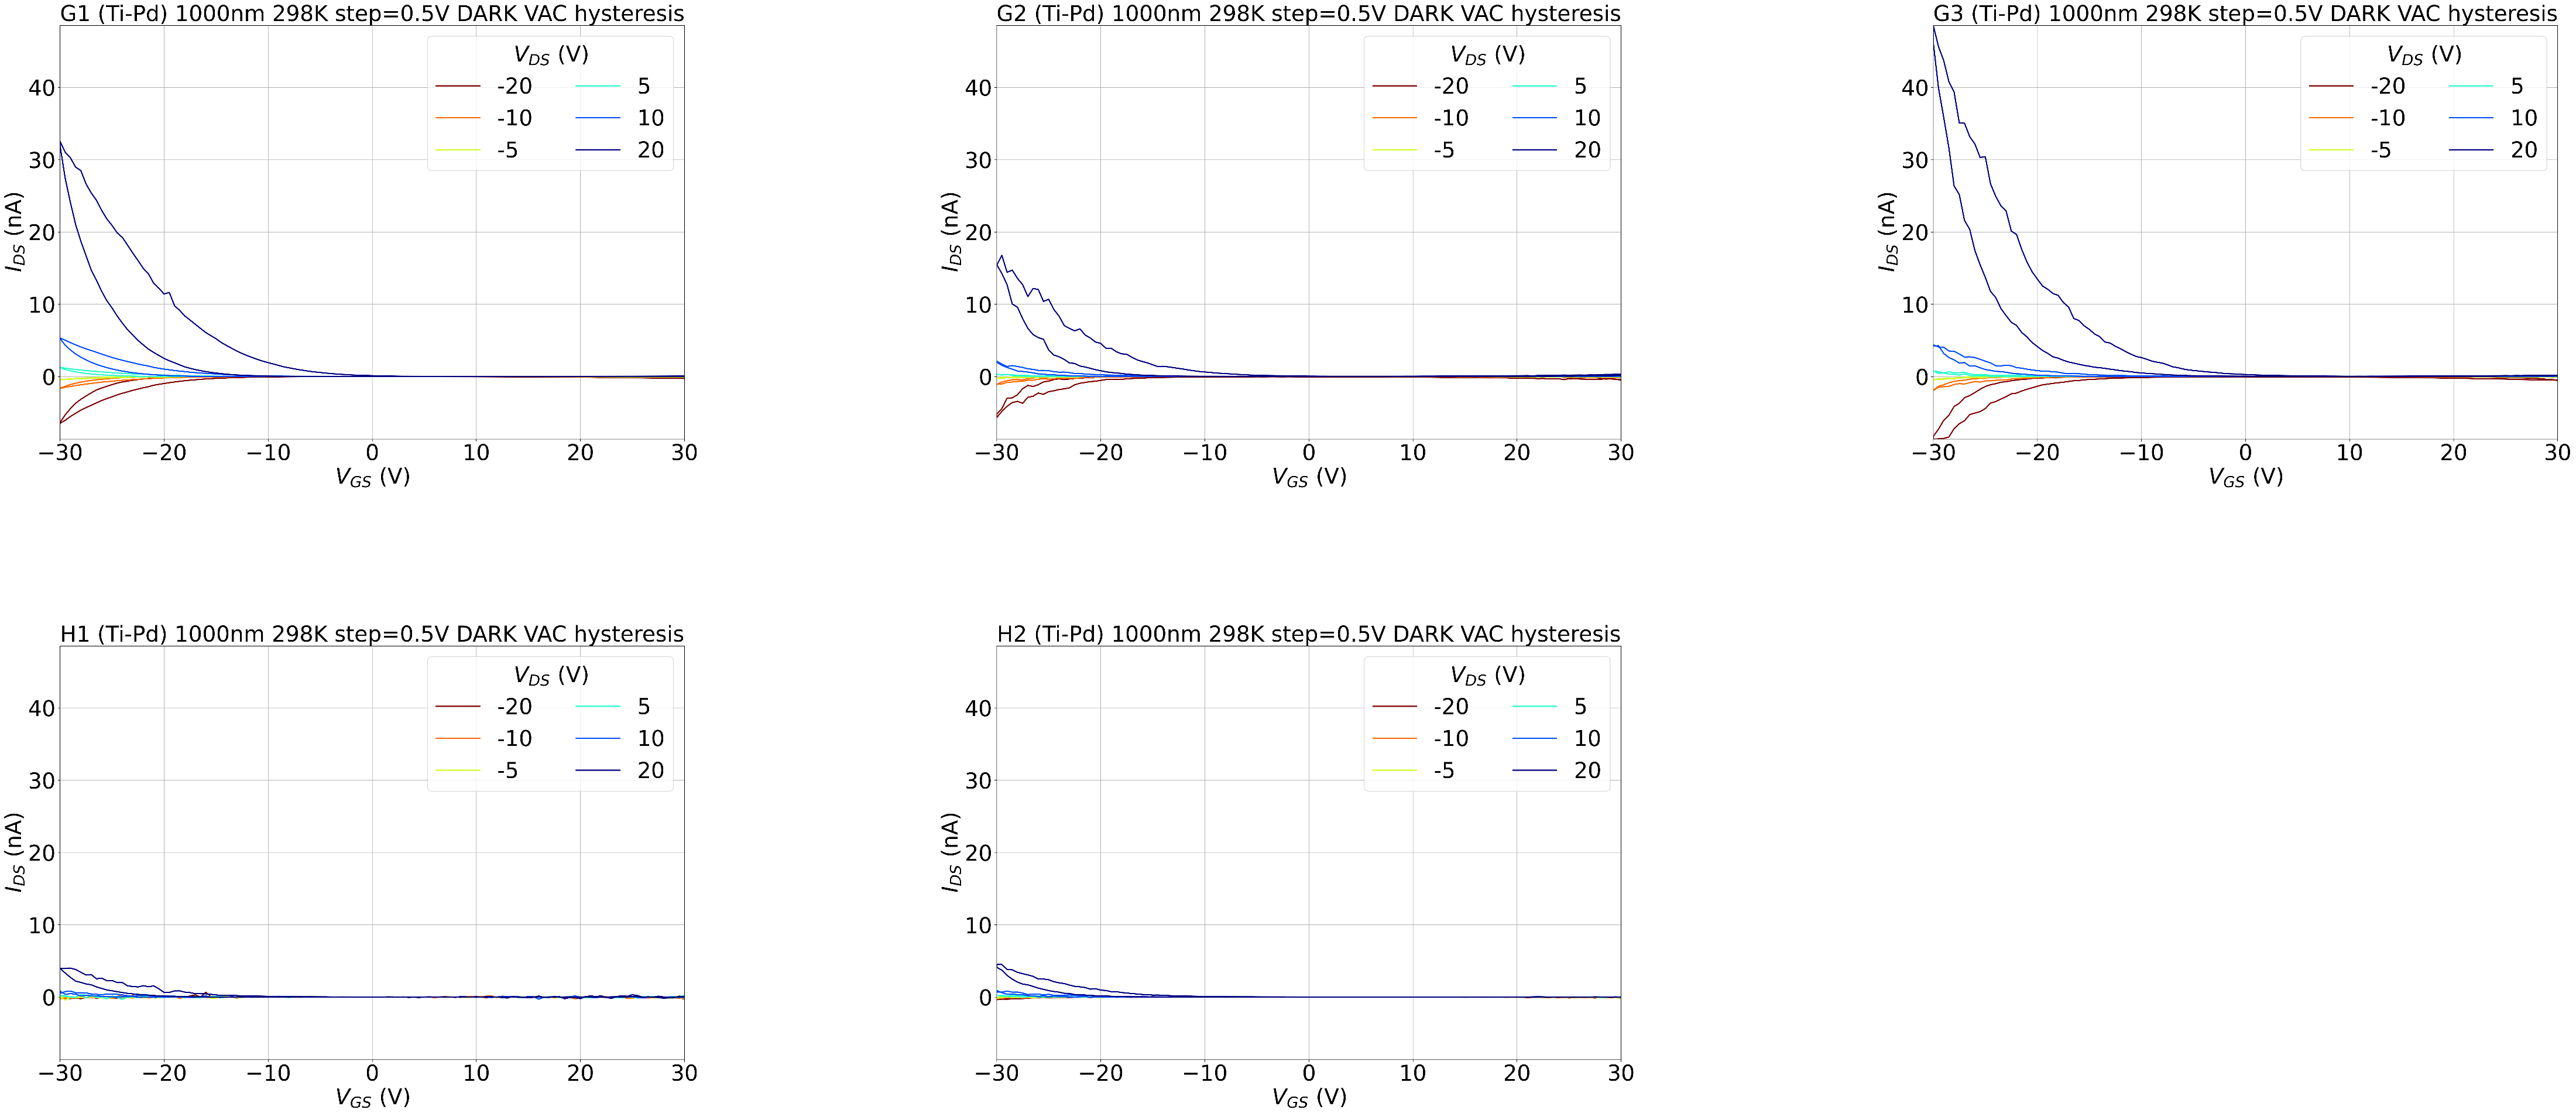 G1 (Ti-Pd) 1000nm 298K step=0.5V DARK VAC hysteresis
V_DS (V)
-20 5
-10 10
-5 20
40
30
20
10
0
I_DS (nA)
−30 −20 −10 0 10 20 30
V_GS (V)
G2 (Ti-Pd) 1000nm 298K step=0.5V DARK VAC hysteresis
V_DS (V)
-20 5
-10 10
-5 20
40
30
20
10
0
I_DS (nA)
−30 −20 −10 0 10 20 30
V_GS (V)
G3 (Ti-Pd) 1000nm 298K step=0.5V DARK VAC hysteresis
V_DS (V)
-20 5
-10 10
-5 20
40
30
20
10
0
I_DS (nA)
−30 −20 −10 0 10 20 30
V_GS (V)
H1 (Ti-Pd) 1000nm 298K step=0.5V DARK VAC hysteresis
V_DS (V)
-20 5
-10 10
-5 20
40
30
20
10
0
I_DS (nA)
−30 −20 −10 0 10 20 30
V_GS (V)
H2 (Ti-Pd) 1000nm 298K step=0.5V DARK VAC hysteresis
V_DS (V)
-20 5
-10 10
-5 20
40
30
20
10
0
I_DS (nA)
−30 −20 −10 0 10 20 30
V_GS (V)